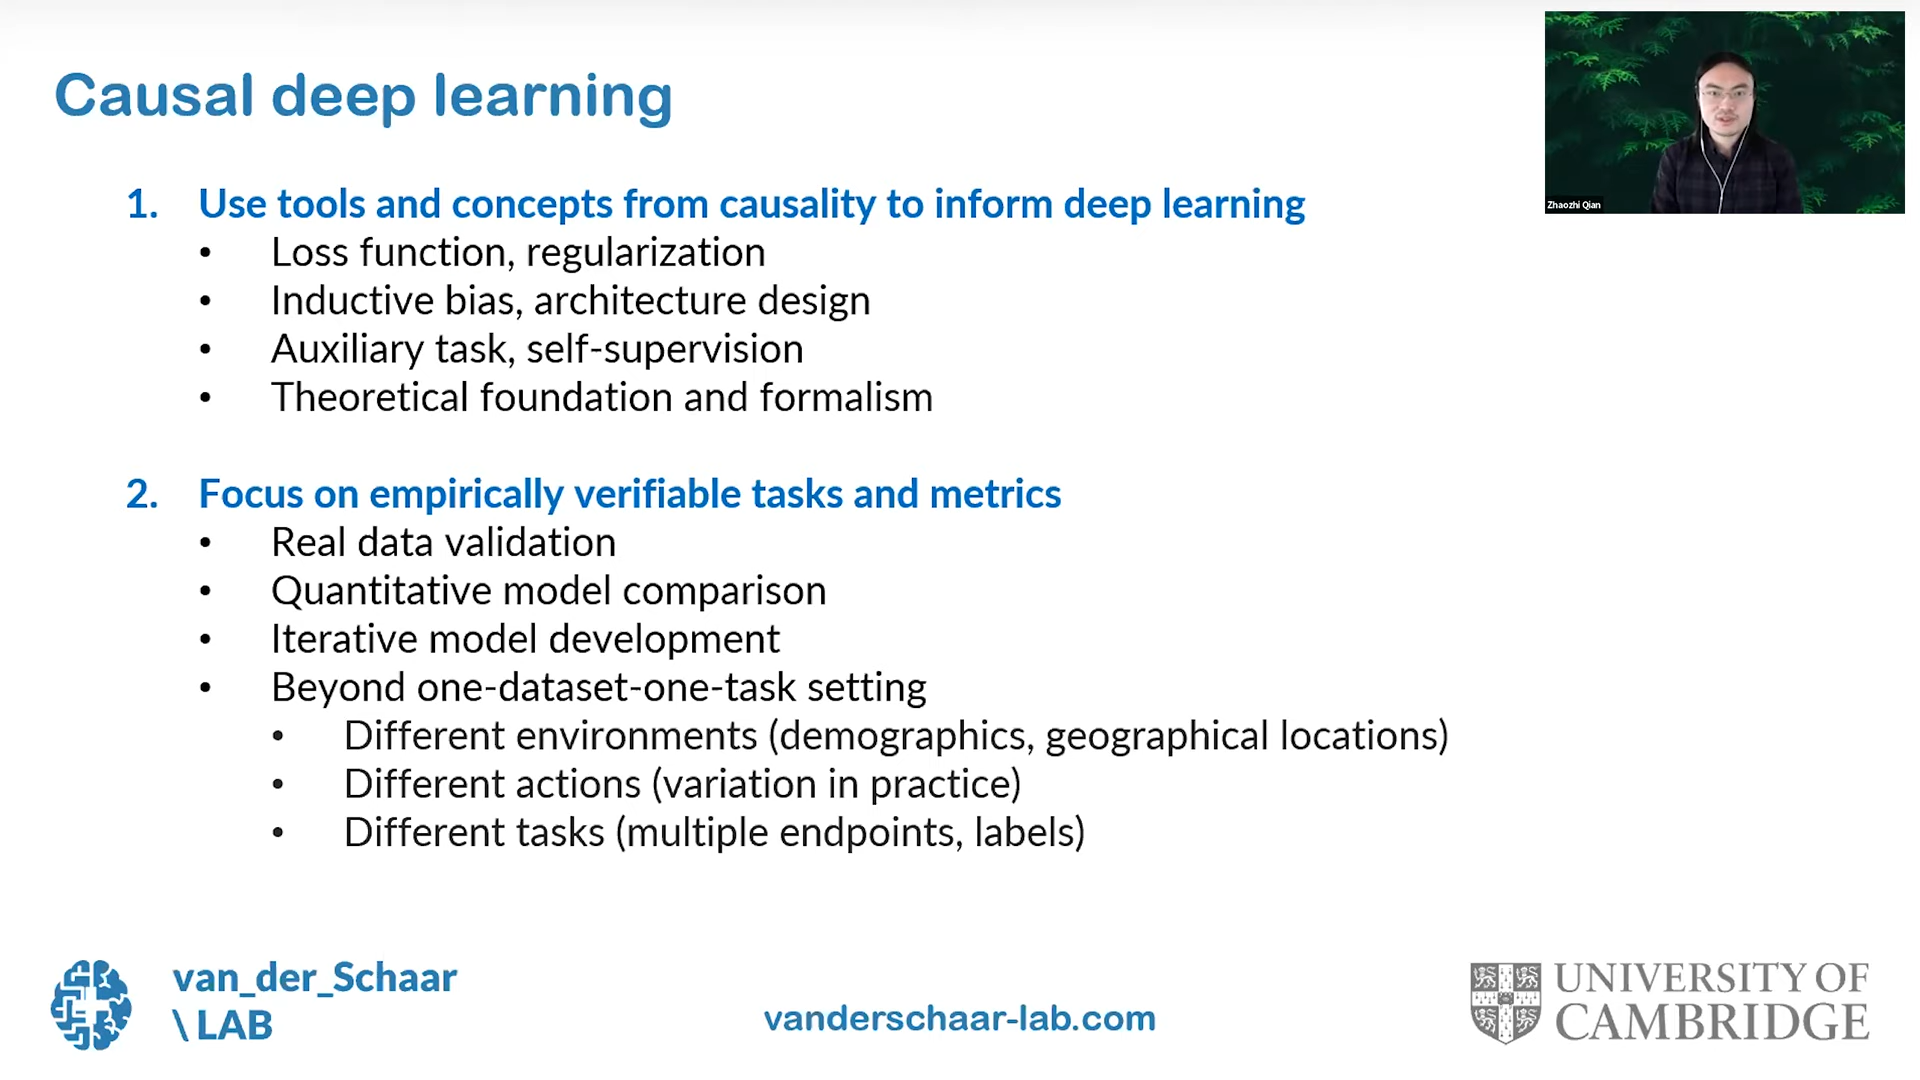 Causal deep learning
Zhaozhi Qian
1. Use tools and concepts from causality to inform deep learning
• Loss function, regularization
• Inductive bias, architecture design
• Auxiliary task, self-supervision
• Theoretical foundation and formalism
2. Focus on empirically verifiable tasks and metrics
• Real data validation
• Quantitative model comparison
• Iterative model development
• Beyond one-dataset-one-task setting
• Different environments (demographics, geographical locations)
• Different actions (variation in practice)
• Different tasks (multiple endpoints, labels)
van_der_Schaar
\ LAB
vanderschaar-lab.com
UNIVERSITY OF
CAMBRIDGE